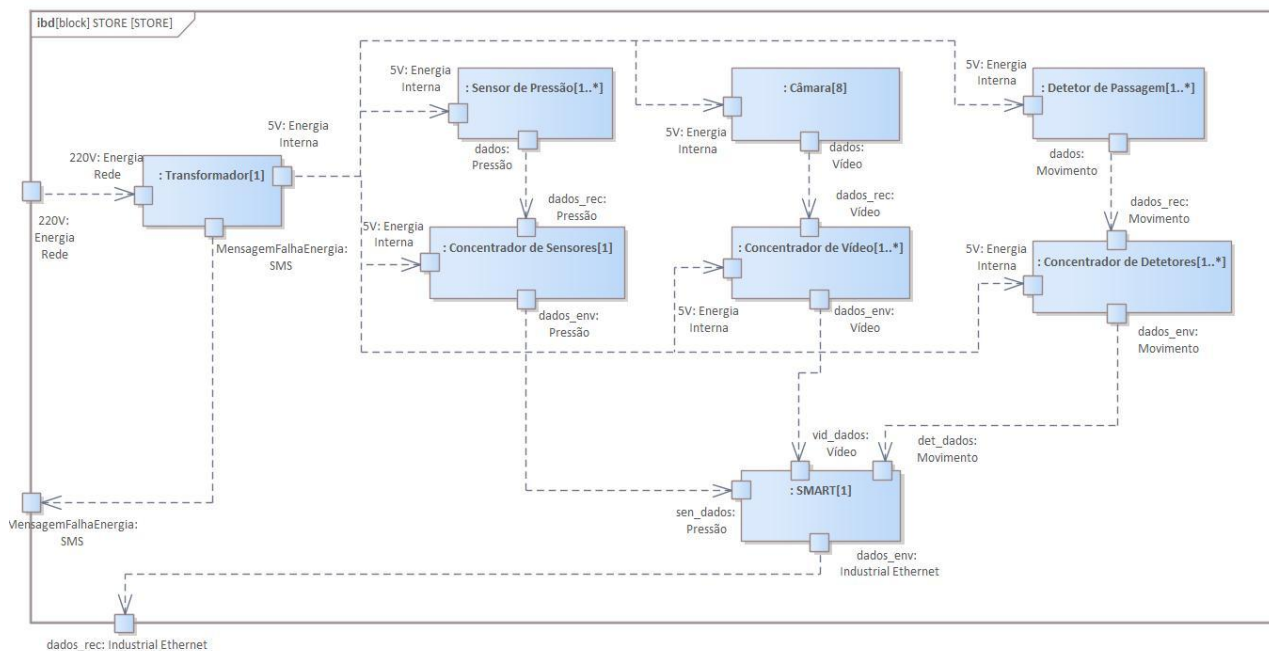 ibd[block] STORE [STORE]
5V: Energia
Interna
: Sensor de Pressão[1..*]
dados:
Pressão
: Câmara[8]
5V: Energia
Interna
dados:
Vídeo
5V: Energia
Interna
: Detetor de Passagem[1..*]
dados:
Movimento
220V: Energia
Rede
220V:
Energia
Rede
: Transformador[1]
5V: Energia
Interna
MensagemFalhaEnergia:
SMS
5V: Energia
Interna
dados_rec:
Pressão
: Concentrador de Sensores[1]
dados_env:
Pressão
dados_rec:
Vídeo
: Concentrador de Vídeo[1..*]
5V: Energia
Interna
dados_env:
Vídeo
5V: Energia
Interna
dados_rec:
Movimento
: Concentrador de Detetores[1..*]
dados_env:
Movimento
vid_dados:
Vídeo
det_dados:
Movimento
: SMART[1]
sen_dados:
Pressão
dados_env:
Industrial Ethernet
MensagemFalhaEnergia:
SMS
dados_rec: Industrial Ethernet